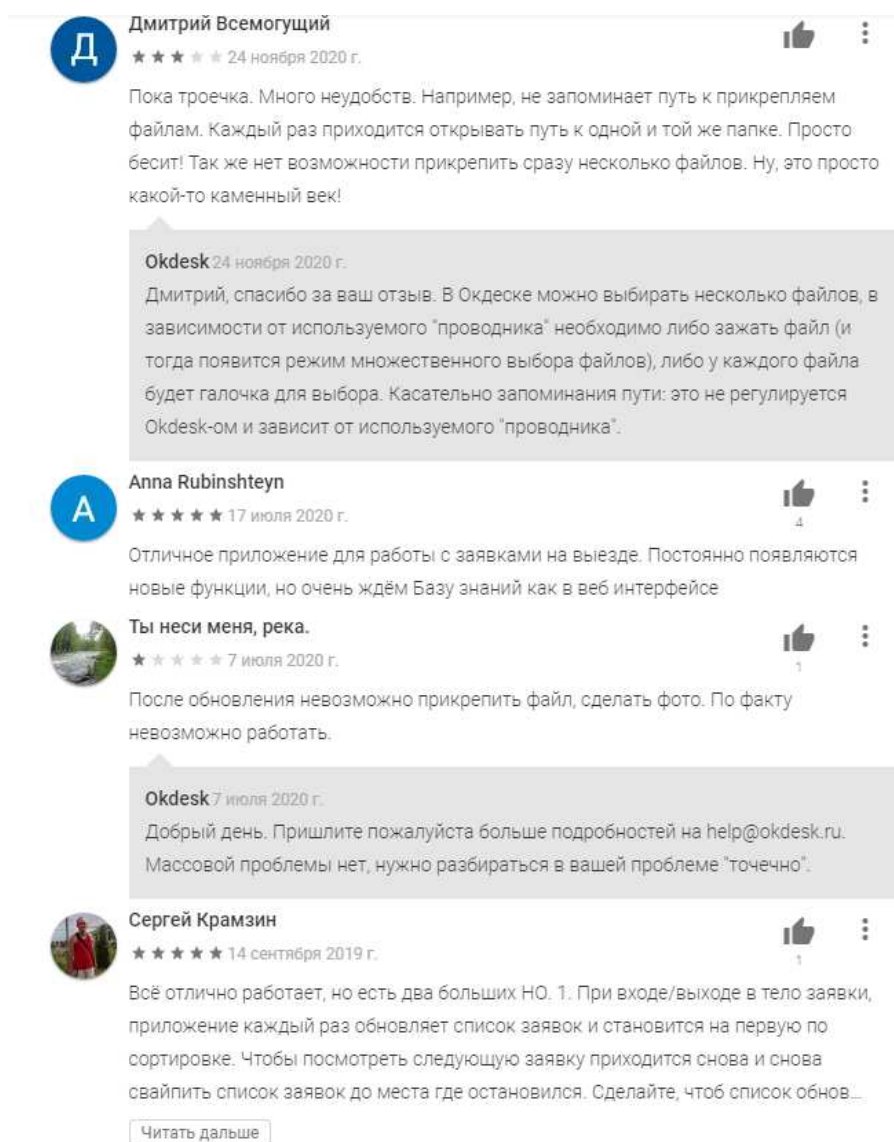 Дмитрий Всемогущий
24 ноября 2020 г.
Пока троечка. Много неудобств. Например, не запоминает путь к прикрепляем
файлам. Каждый раз приходится открывать путь к одной и той же папке. Просто
бесит! Так же нет возможности прикрепить сразу несколько файлов. Ну, это просто
какой-то каменный век!
Okdesk 24 ноября 2020 г.
Дмитрий, спасибо за ваш отзыв. В Окдеске можно выбирать несколько файлов, в
зависимости от используемого "проводника" необходимо либо зажать файл (и
тогда появится режим множественного выбора файлов), либо у каждого файла
будет галочка для выбора. Касательно запоминания пути: это не регулируется
Okdesk-ом и зависит от используемого "проводника".
Anna Rubinshteyn
17 июля 2020 г.
4
Отличное приложение для работы с заявками на выезде. Постоянно появляются
новые функции, но очень ждём Базу знаний как в веб интерфейсе
Ты неси меня, река.
7 июля 2020 г.
1
После обновления невозможно прикрепить файл, сделать фото. По факту
невозможно работать.
Okdesk 7 июля 2020 г.
Добрый день. Пришлите пожалуйста больше подробностей на help@okdesk.ru.
Массовой проблемы нет, нужно разбираться в вашей проблеме "точечно".
Сергей Крамзин
14 сентября 2019 г.
1
Всё отлично работает, но есть два больших НО. 1. При входе/выходе в тело заявки,
приложение каждый раз обновляет список заявок и становится на первую по
сортировке. Чтобы посмотреть следующую заявку приходится снова и снова
свайпить список заявок до места где остановился. Сделайте, чтоб список обнов...
Читать дальше
Д
A